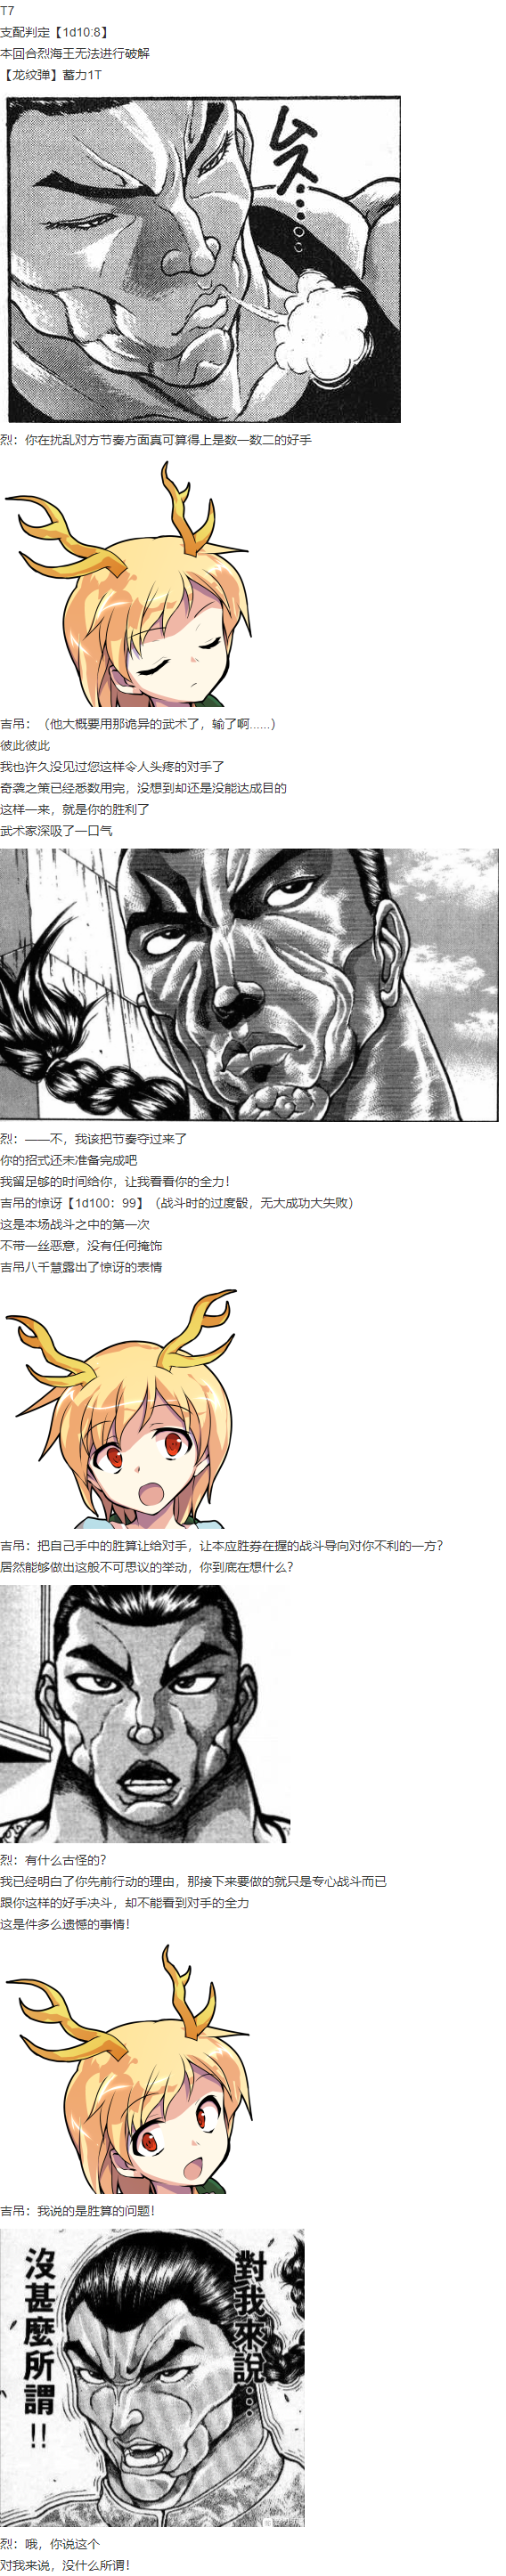 T7
支配判定【1d10:8】
本回合烈海王无法进行破解
【龙纹弹】蓄力1T
ムス…。。
烈：你在扰乱对方节奏方面真可算得上是数一数二的好手
吉吊：（他大概要用那诡异的武术了，输了啊......）
彼此彼此
我也许久没见过您这样令人头疼的对手了
奇袭之策已经悉数用完，没想到却还是没能达成目的
这样一来，就是你的胜利了
武术家深吸了一口气
烈：——不，我该把节奏夺过来了
你的招式还未准备完成吧
我留足够的时间给你，让我看看你的全力！
吉吊的惊讶【1d100：99】（战斗时的过度骰，无大成功大失败）
这是本场战斗之中的第一次
不带一丝恶意，没有任何掩饰
吉吊八千慧露出了惊讶的表情
吉吊：把自己手中的胜算让给对手，让本应胜券在握的战斗导向对你不利的一方？
居然能够做出这般不可思议的举动，你到底在想什么？
烈：有什么古怪的？
我已经明白了你先前行动的理由，那接下来要做的就只是专心战斗而已
跟你这样的好手决斗，却不能看到对手的全力
这是件多么遗憾的事情！
吉吊：我说的是胜算的问题！
對我來說…
沒甚麼所謂!!
烈：哦，你说这个
对我来说，没什么所谓！